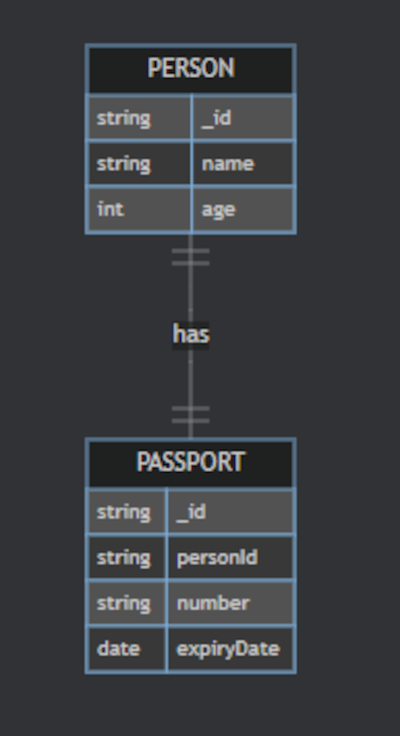 PERSON
string _id
string name
int age
has
PASSPORT
string _id
string personId
string number
date expiryDate